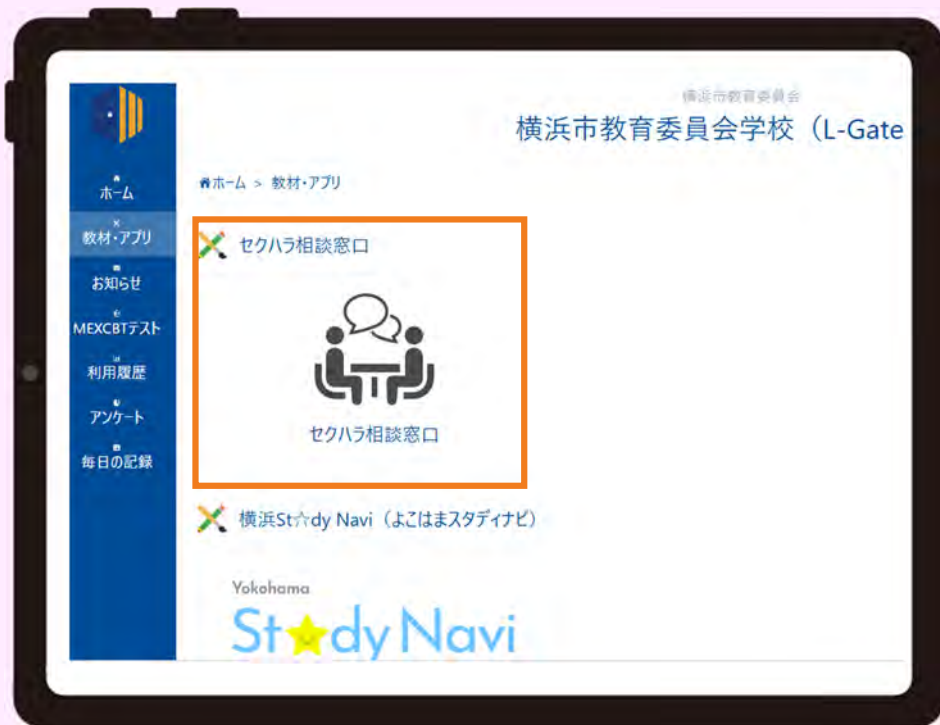 横浜市教育委員会
横浜市教育委員会学校（L-Gate
ホーム
教材・アプリ
お知らせ
MEXCBTテスト
利用履歴
アンケート
毎日の記録
ホーム > 教材・アプリ
セクハラ相談窓口
セクハラ相談窓口
横浜St☆dy Navi（よこはまスタディナビ）
Yokohama
St★dy Navi